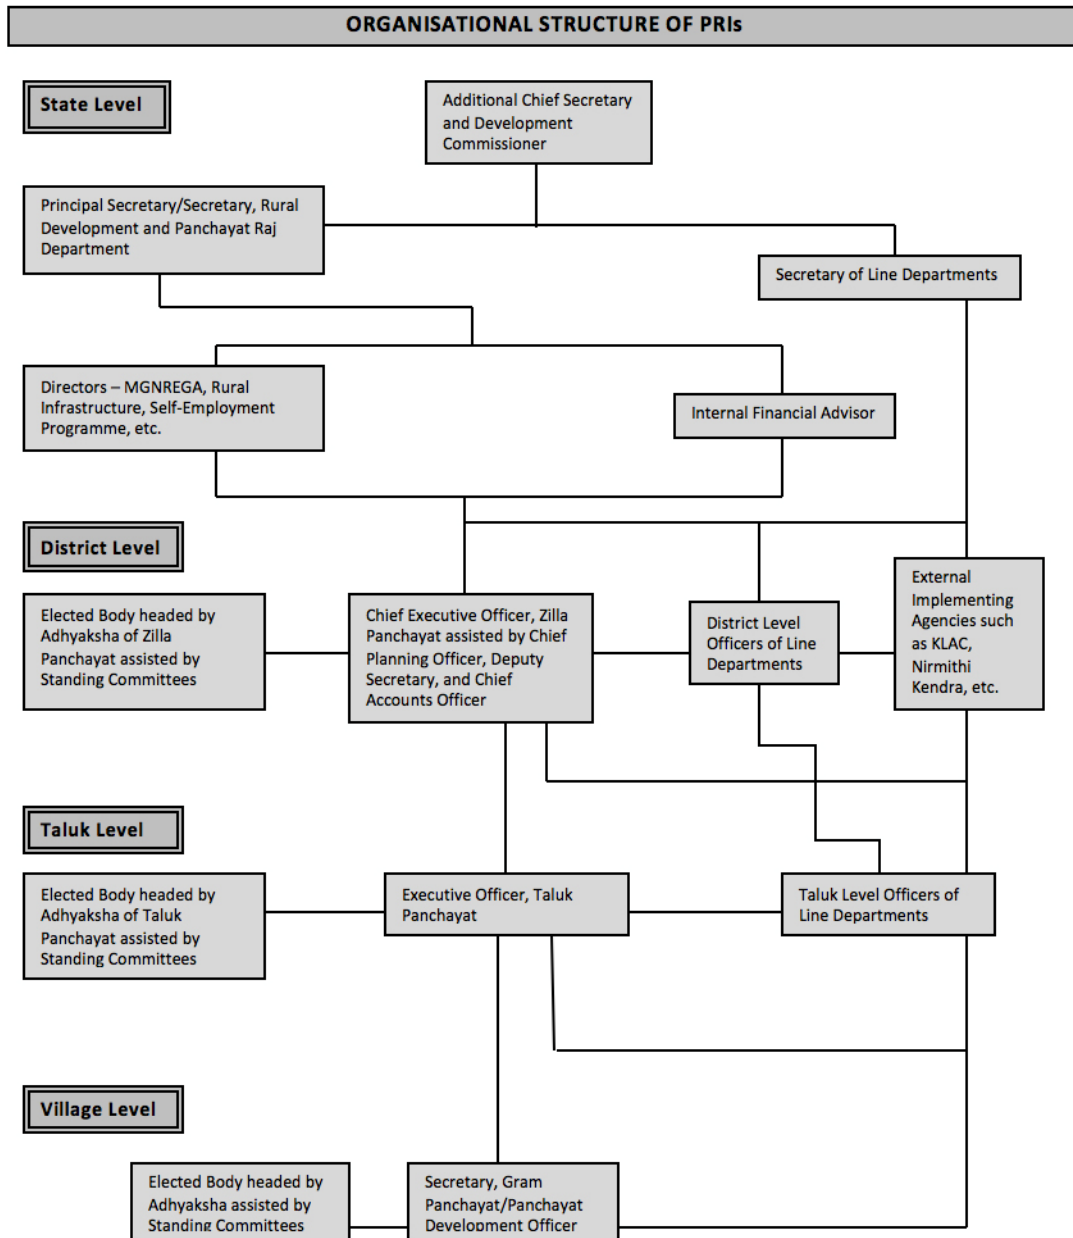 ORGANISATIONAL STRUCTURE OF PRIs
State Level
Additional Chief Secretary
and Development
Commissioner
Principal Secretary/Secretary, Rural
Development and Panchayat Raj
Department
Secretary of Line Departments
Directors – MGNREGA, Rural
Infrastructure, Self-Employment
Programme, etc.
Internal Financial Advisor
District Level
Elected Body headed by
Adhyaksha of Zilla
Panchayat assisted by
Standing Committees
Chief Executive Officer, Zilla
Panchayat assisted by Chief
Planning Officer, Deputy
Secretary, and Chief
Accounts Officer
District Level
Officers of Line
Departments
External
Implementing
Agencies such
as KLAC,
Nirmithi
Kendra, etc.
Taluk Level
Elected Body headed by
Adhyaksha of Taluk
Panchayat assisted by
Standing Committees
Executive Officer, Taluk
Panchayat
Taluk Level Officers of
Line Departments
Village Level
Elected Body headed by
Adhyaksha assisted by
Standing Committees
Secretary, Gram
Panchayat/Panchayat
Development Officer